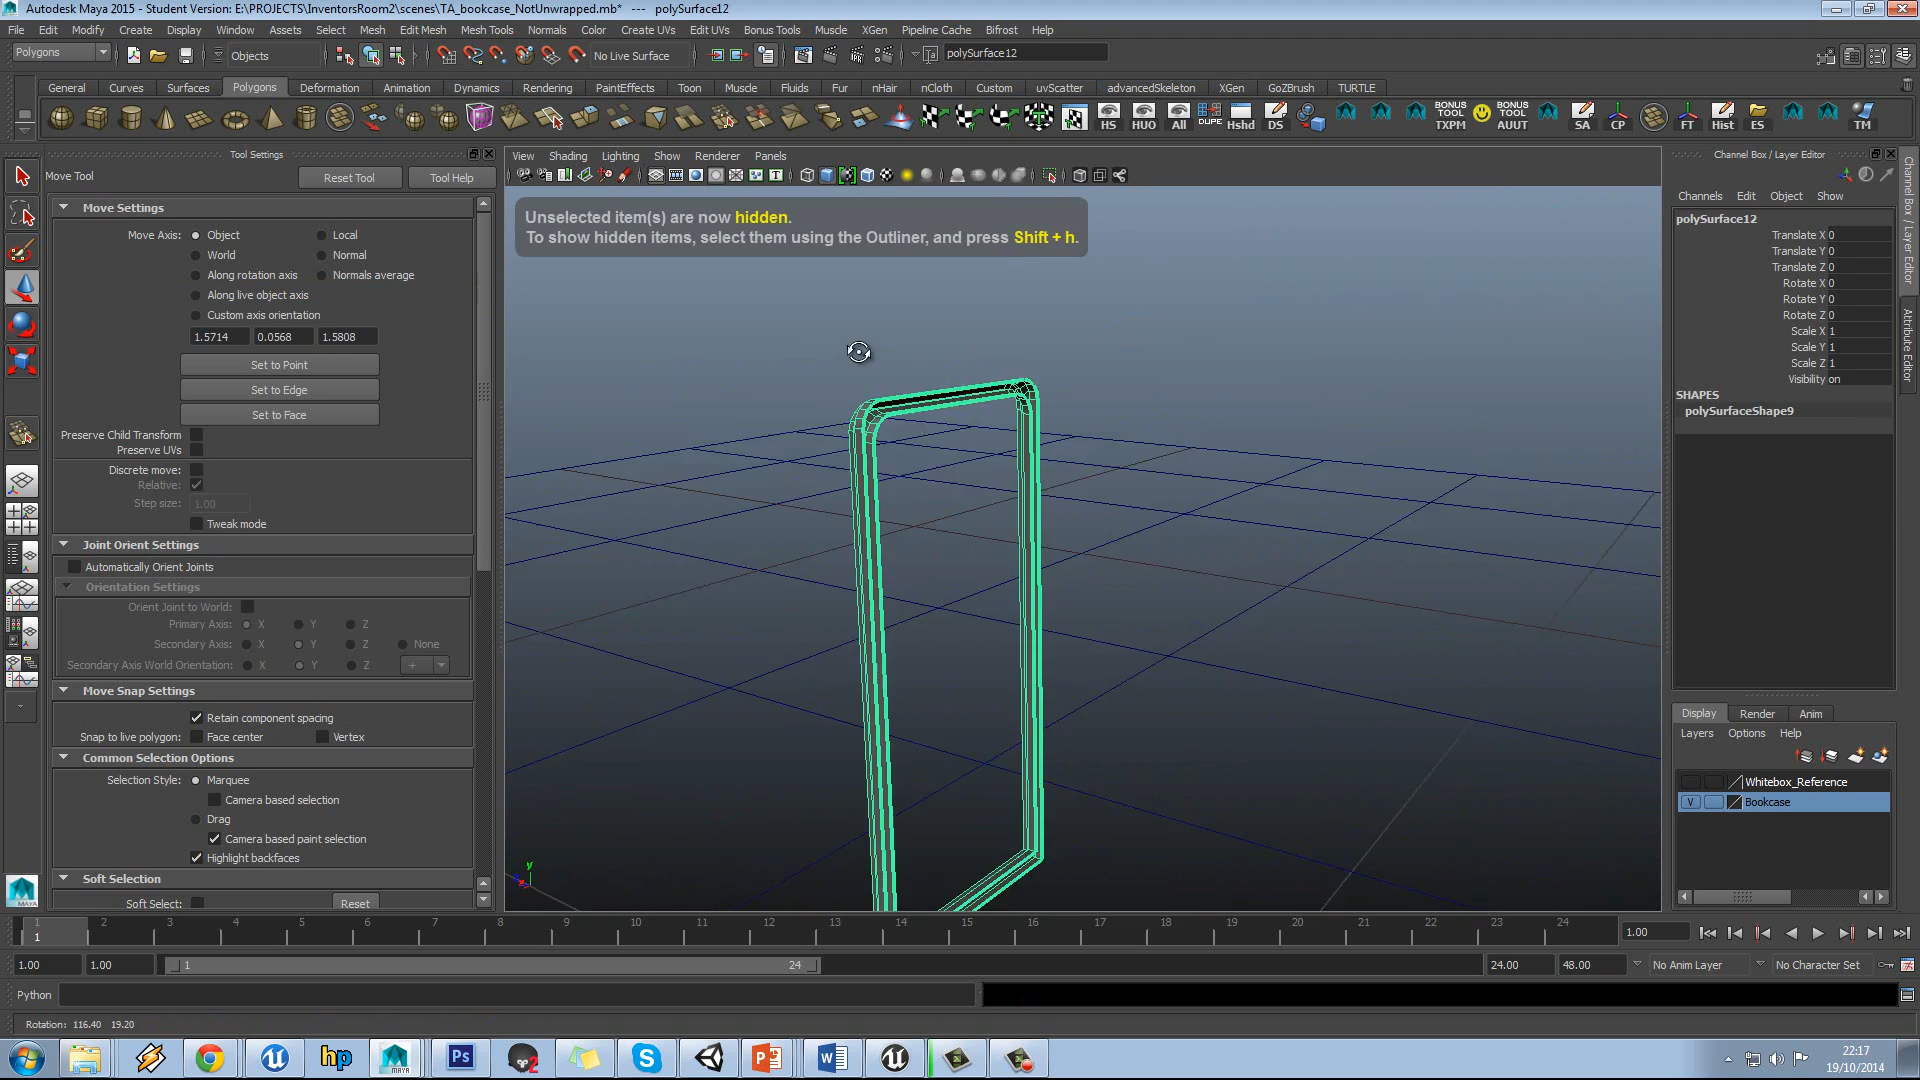 Autodesk Maya 2015 - Student Version: E:\PROJECTS\InventorsRoom2\scenes\TA_bookcase_NotUnwrapped.mb* --- polySurface12
File Edit Modify Create Display Window Assets Select Mesh Edit Mesh Mesh Tools Normals Color Create UVs Edit UVs Bonus Tools Muscle XGen Pipeline Cache Bifrost Help
Polygons Objects No Live Surface polySurface12
General Curves Surfaces Polygons Deformation Animation Dynamics Rendering PaintEffects Toon Muscle Fluids Fur nHair nCloth Custom uvScatter advancedSkeleton XGen GoZBrush TURTLE
HS HUO All DUPE Hshd DS BONUS TOOL TXPM BONUS TOOL AUUT SA CP FT Hist ES TM
Tool Settings
Move Tool Reset Tool Tool Help
Move Settings
Move Axis: Object Local
World Normal
Along rotation axis Normals average
Along live object axis
Custom axis orientation
1.5714 0.0568 1.5808
Set to Point
Set to Edge
Set to Face
Preserve Child Transform
Preserve UVs
Discrete move:
Relative:
Step size: 1.00
Tweak mode
Joint Orient Settings
Automatically Orient Joints
Orientation Settings
Orient Joint to World:
Primary Axis: X Y Z
Secondary Axis: X Y Z None
Secondary Axis World Orientation: X Y Z +
Move Snap Settings
Retain component spacing
Snap to live polygon: Face center Vertex
Common Selection Options
Selection Style: Marquee
Camera based selection
Drag
Camera based paint selection
Highlight backfaces
Soft Selection
Soft Select: Reset
View Shading Lighting Show Renderer Panels
Unselected item(s) are now hidden.
To show hidden items, select them using the Outliner, and press Shift + h.
y
Channel Box / Layer Editor
Channels Edit Object Show
polySurface12
Translate X 0
Translate Y 0
Translate Z 0
Rotate X 0
Rotate Y 0
Rotate Z 0
Scale X 1
Scale Y 1
Scale Z 1
Visibility on
SHAPES
polySurfaceShape9
Channel Box / Layer Editor
Attribute Editor
Display Render Anim
Layers Options Help
Whitebox_Reference
V Bookcase
1 2 3 4 5 6 7 8 9 10 11 12 13 14 15 16 17 18 19 20 21 22 23 24
1 1.00
1.00 1.00 1 24 24.00 48.00 No Anim Layer No Character Set
Python
Rotation: 116.40 19.20
hp MAYA Ps 2 S P W
22:17
19/10/2014